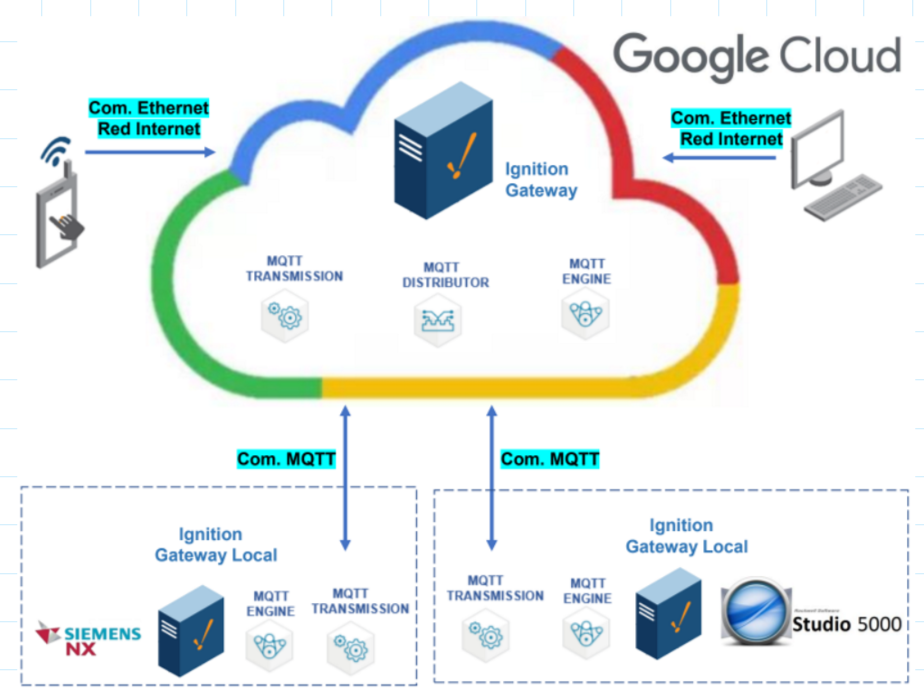 Google Cloud
Com. Ethernet
Red Internet
Com. Ethernet
Red Internet
Ignition
Gateway
MQTT
TRANSMISSION
MQTT
DISTRIBUTOR
MQTT
ENGINE
Com. MQTT
Com. MQTT
Ignition
Gateway Local
MQTT
ENGINE
MQTT
TRANSMISSION
SIEMENS
NX
Ignition
Gateway Local
MQTT
TRANSMISSION
MQTT
ENGINE
Rockwell Software
Studio 5000